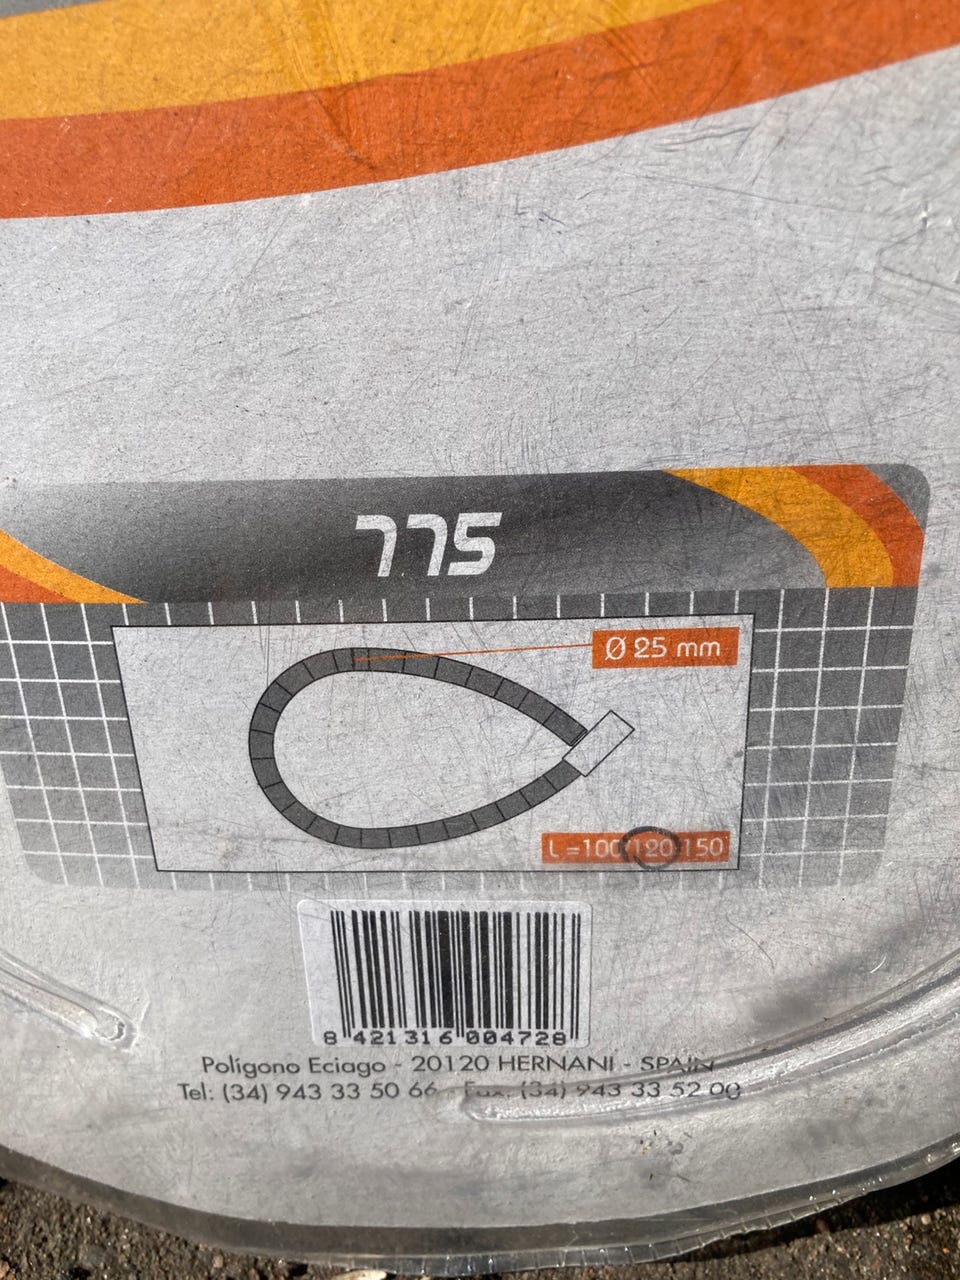 775
Ø 25 mm
L =100/120/150
8 421316 004728
Polígono Eciago - 20120 HERNANI - SPAIN
Tel: (34) 943 33 50 66 - Fax: (34) 943 33 52 00